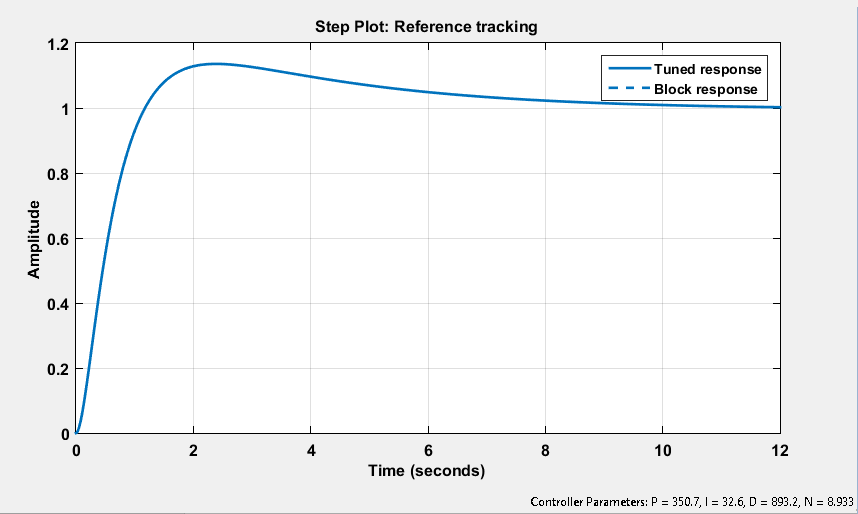 Step Plot: Reference tracking
Tuned response
Block response
1.2
1
0.8
0.6
0.4
0.2
0
Amplitude
0 2 4 6 8 10 12
Time (seconds)
Controller Parameters: P = 350.7, I = 32.6, D = 893.2, N = 8.933